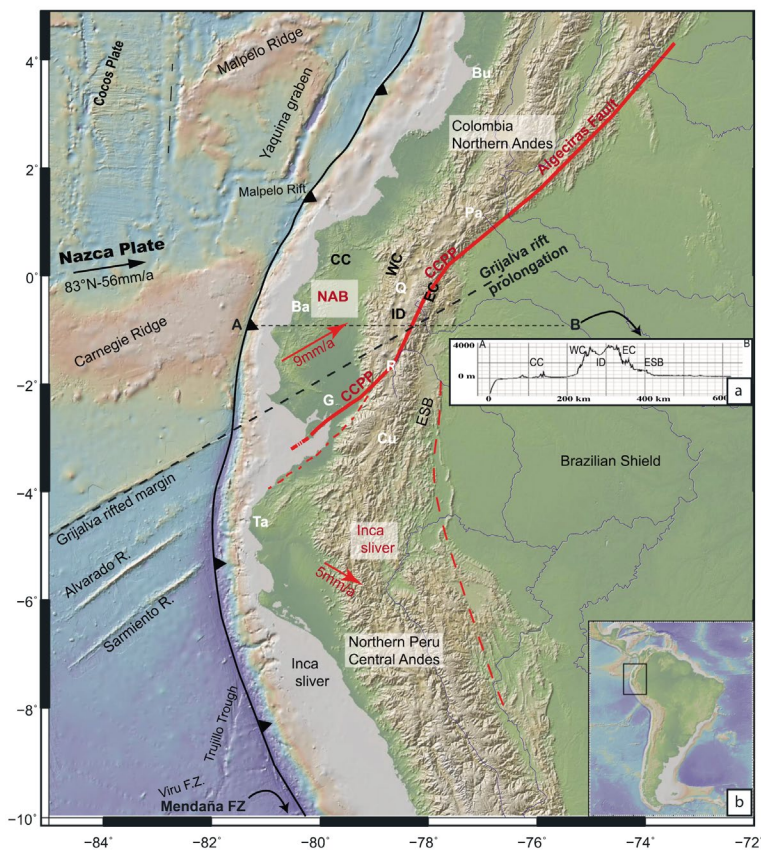 4°
2°
0°
−2°
−4°
−6°
−8°
−10°
−84°
−82°
−80°
−78°
−76°
−74°
−72°
Cocos Plate
Malpelo Ridge
Yaquina graben
Malpelo Rift
Bu
Colombia
Northern Andes
Algeciras Fault
Pa
Nazca Plate
83°N-56mm/a
Carnegie Ridge
CC
WC
CCPP
EC
Q
NAB
Ba
ID
9mm/a
Grijalva rift
prolongation
A
B
A
B
4000
0 m
WC
EC
CC
ID
ESB
0
200 km
400 km
600 km
a
R
CCPP
G
Cu
ESB
Brazilian Shield
Grijalva rifted margin
Alvarado R.
Sarmiento R.
Ta
Inca
sliver
5mm/a
Northern Peru
Central Andes
Inca
sliver
Trujillo Trough
Viru F.Z.
Mendaña FZ
b